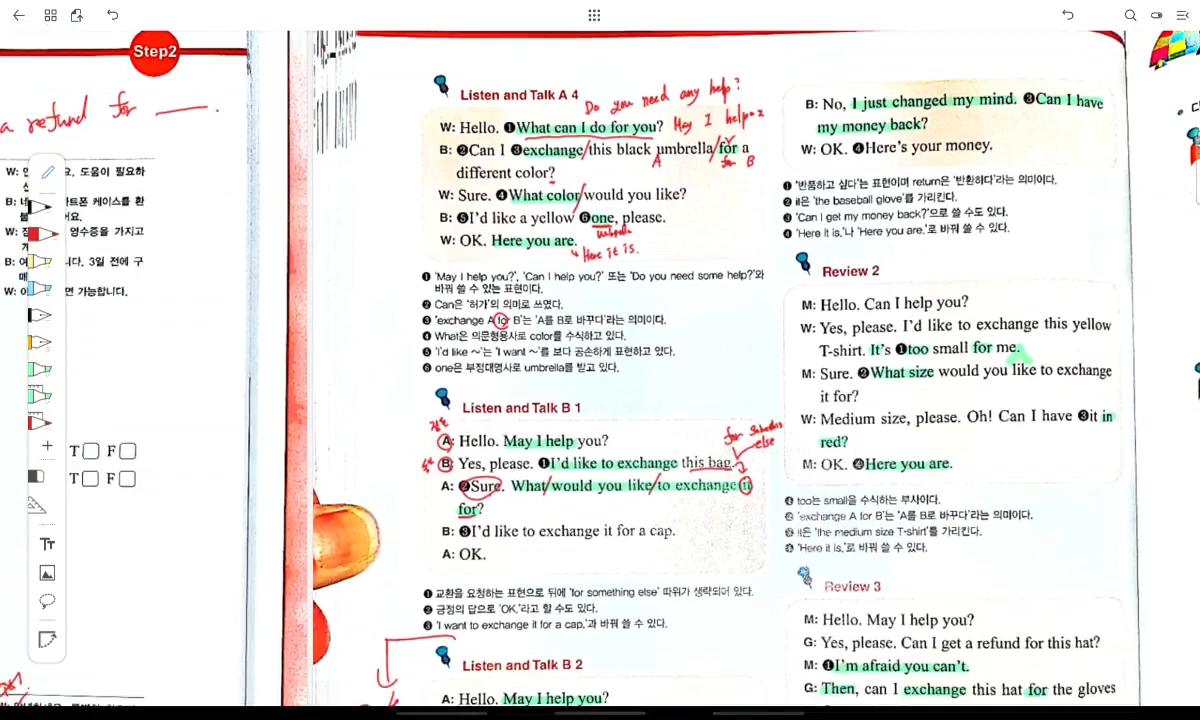 Step2
a refund for
W: 안
요, 도움이 필요하
B: 네
마트폰 케이스를 환
W: 잠
영수증을 가지고
B: 여
니다. 3일 전에 구
매
W: 이
면 가능합니다.
T F
T F
Tт
Listen and Talk A 4
Do you need any help?
W: Hello. ❶What can I do for you? May I help~?
B: ❷Can I ❸exchange/this black umbrella/for a
A for B
different color?
W: Sure. ❹What color/would you like?
B: ❺I'd like a yellow ❻one, please.
umbrella
W: OK. Here you are.
Here it is.
❶ 'May I help you?', 'Can I help you?' 또는 'Do you need some help?'와
바꿔 쓸 수 있는 표현이다.
❷ Can은 '허가'의 의미로 쓰였다.
❸ 'exchange A for B'는 'A를 B로 바꾸다'라는 의미이다.
❹ What은 의문형용사로 color를 수식하고 있다.
❺ 'I'd like ~'는 'I want ~'를 보다 공손하게 표현하고 있다.
❻ one은 부정대명사로 umbrella를 받고 있다.
Listen and Talk B 1
점원
A: Hello. May I help you?
for something else
손님
B: Yes, please. ❶I'd like to exchange this bag.
A: ❷Sure. What/would you like/to exchange it
for?
B: ❸I'd like to exchange it for a cap.
A: OK.
❶ 교환을 요청하는 표현으로 뒤에 'for something else' 따위가 생략되어 있다.
❷ 긍정의 답으로 'OK.'라고 할 수도 있다.
❸ 'I want to exchange it for a cap.'과 바꿔 쓸 수 있다.
Listen and Talk B 2
A: Hello. May I help you?
B: No, I just changed my mind. ❸Can I have
my money back?
W: OK. ❹Here's your money.
❶ '반품하고 싶다'는 표현이며 return은 '반환하다'라는 의미이다.
❷ it은 'the baseball glove'를 가리킨다.
❸ 'Can I get my money back?'으로 쓸 수도 있다.
❹ 'Here it is.'나 'Here you are.'로 바꿔 쓸 수 있다.
Review 2
M: Hello. Can I help you?
W: Yes, please. I'd like to exchange this yellow
T-shirt. It's ❶too small for me.
M: Sure. ❷What size would you like to exchange
it for?
W: Medium size, please. Oh! Can I have ❸it in
red?
M: OK. ❹Here you are.
too는 small을 수식하는 부사이다.
'exchange A for B'는 'A를 B로 바꾸다'라는 의미이다.
it은 'the medium size T-shirt'를 가리킨다.
'Here it is.'로 바꿔 쓸 수 있다.
Review 3
M: Hello. May I help you?
G: Yes, please. Can I get a refund for this hat?
M: ❶I'm afraid you can't.
G: Then, can I exchange this hat for the gloves